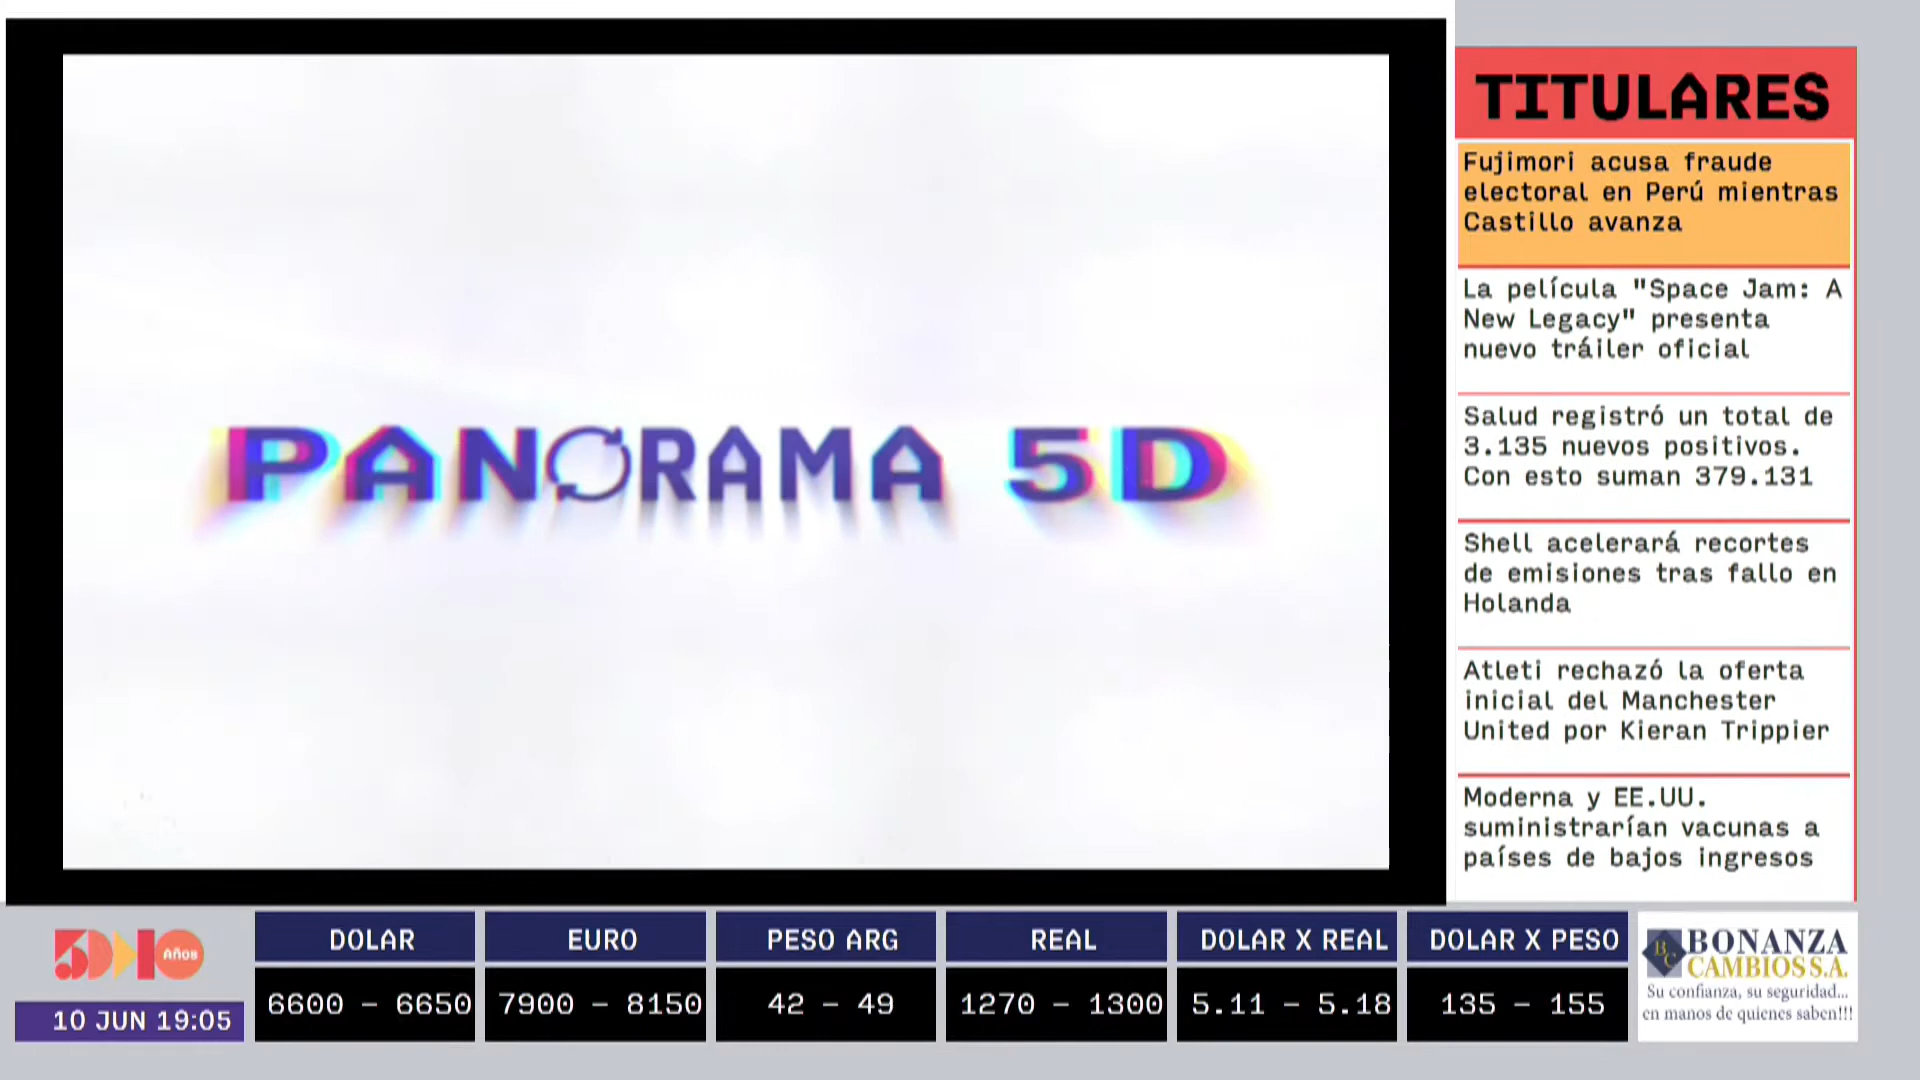 PANORAMA 5D
TITULARES
Fujimori acusa fraude
electoral en Perú mientras
Castillo avanza
La película "Space Jam: A
New Legacy" presenta
nuevo tráiler oficial
Salud registró un total de
3.135 nuevos positivos.
Con esto suman 379.131
Shell acelerará recortes
de emisiones tras fallo en
Holanda
Atleti rechazó la oferta
inicial del Manchester
United por Kieran Trippier
Moderna y EE.UU.
suministrarían vacunas a
países de bajos ingresos
5D 10 Años
10 JUN 19:05
DOLAR
6600 - 6650
EURO
7900 - 8150
PESO ARG
42 - 49
REAL
1270 - 1300
DOLAR X REAL
5.11 - 5.18
DOLAR X PESO
135 - 155
BC
BONANZA
CAMBIOS S.A.
Su confianza, su seguridad...
en manos de quienes saben!!!